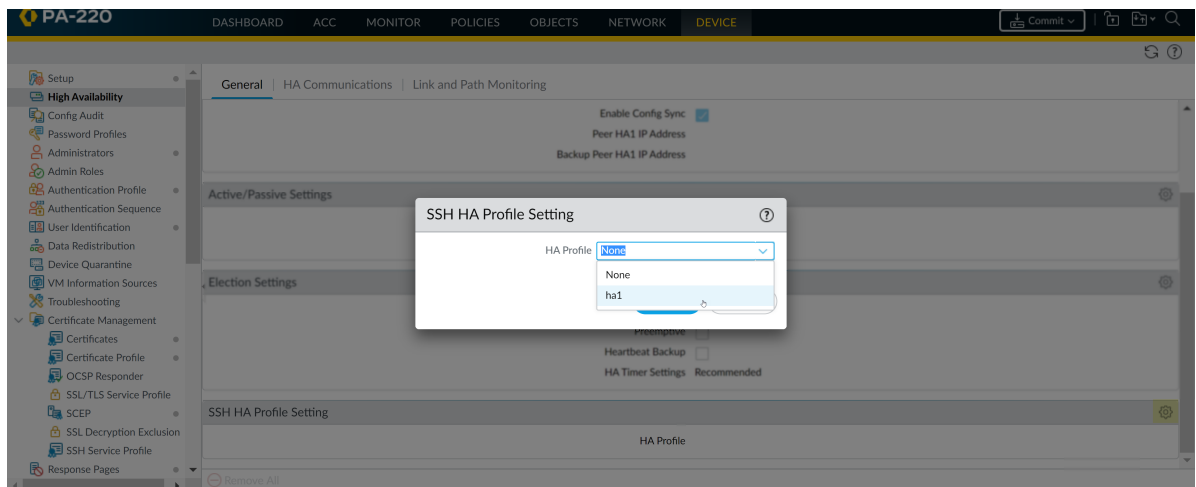 PA-220
DASHBOARD ACC MONITOR POLICIES OBJECTS NETWORK DEVICE
Commit
Setup
High Availability
Config Audit
Password Profiles
Administrators
Admin Roles
Authentication Profile
Authentication Sequence
User Identification
Data Redistribution
Device Quarantine
VM Information Sources
Troubleshooting
Certificate Management
Certificates
Certificate Profile
OCSP Responder
SSL/TLS Service Profile
SCEP
SSL Decryption Exclusion
SSH Service Profile
Response Pages
General | HA Communications | Link and Path Monitoring
Enable Config Sync
Peer HA1 IP Address
Backup Peer HA1 IP Address
Active/Passive Settings
SSH HA Profile Setting
HA Profile None
None
ha1
Election Settings
Preemptive
Heartbeat Backup
HA Timer Settings Recommended
SSH HA Profile Setting
HA Profile
Remove All